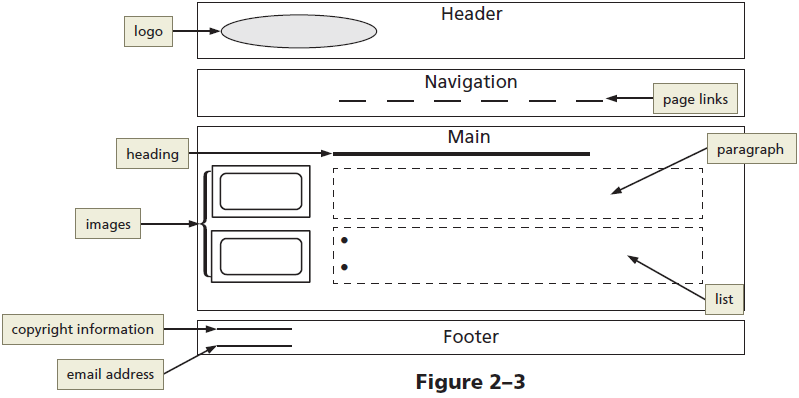 Header
logo
Navigation
page links
Main
heading
paragraph
images
list
copyright information
Footer
email address
Figure 2–3